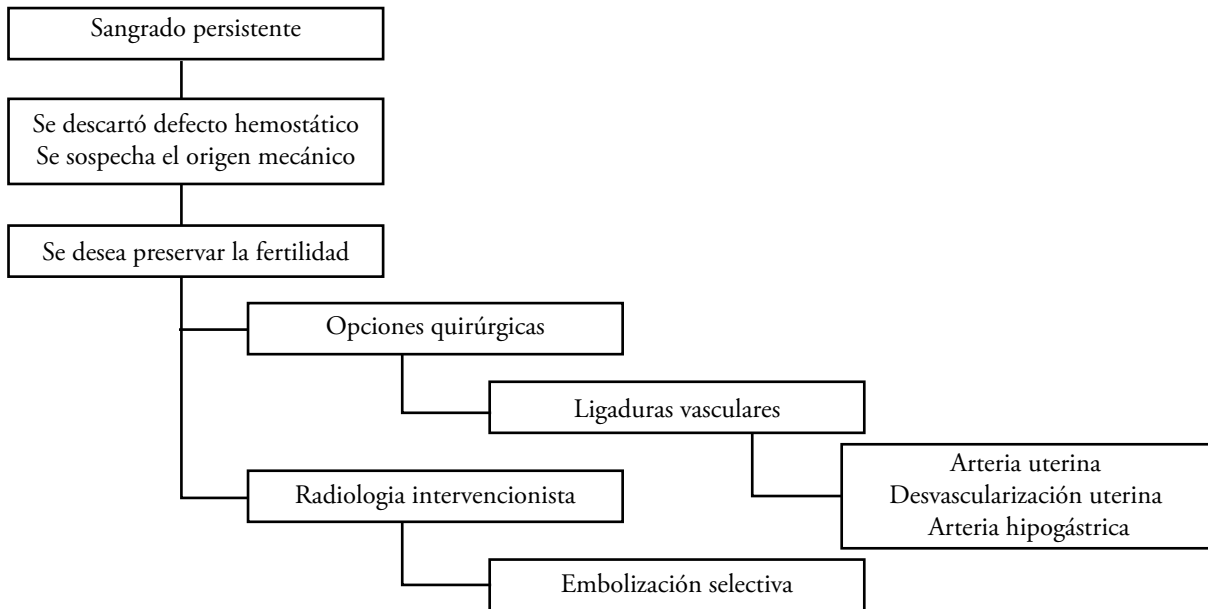 Sangrado persistente
Se descartó defecto hemostático
Se sospecha el origen mecánico
Se desea preservar la fertilidad
Opciones quirúrgicas
Ligaduras vasculares
Arteria uterina
Desvascularización uterina
Arteria hipogástrica
Radiologia intervencionista
Embolización selectiva